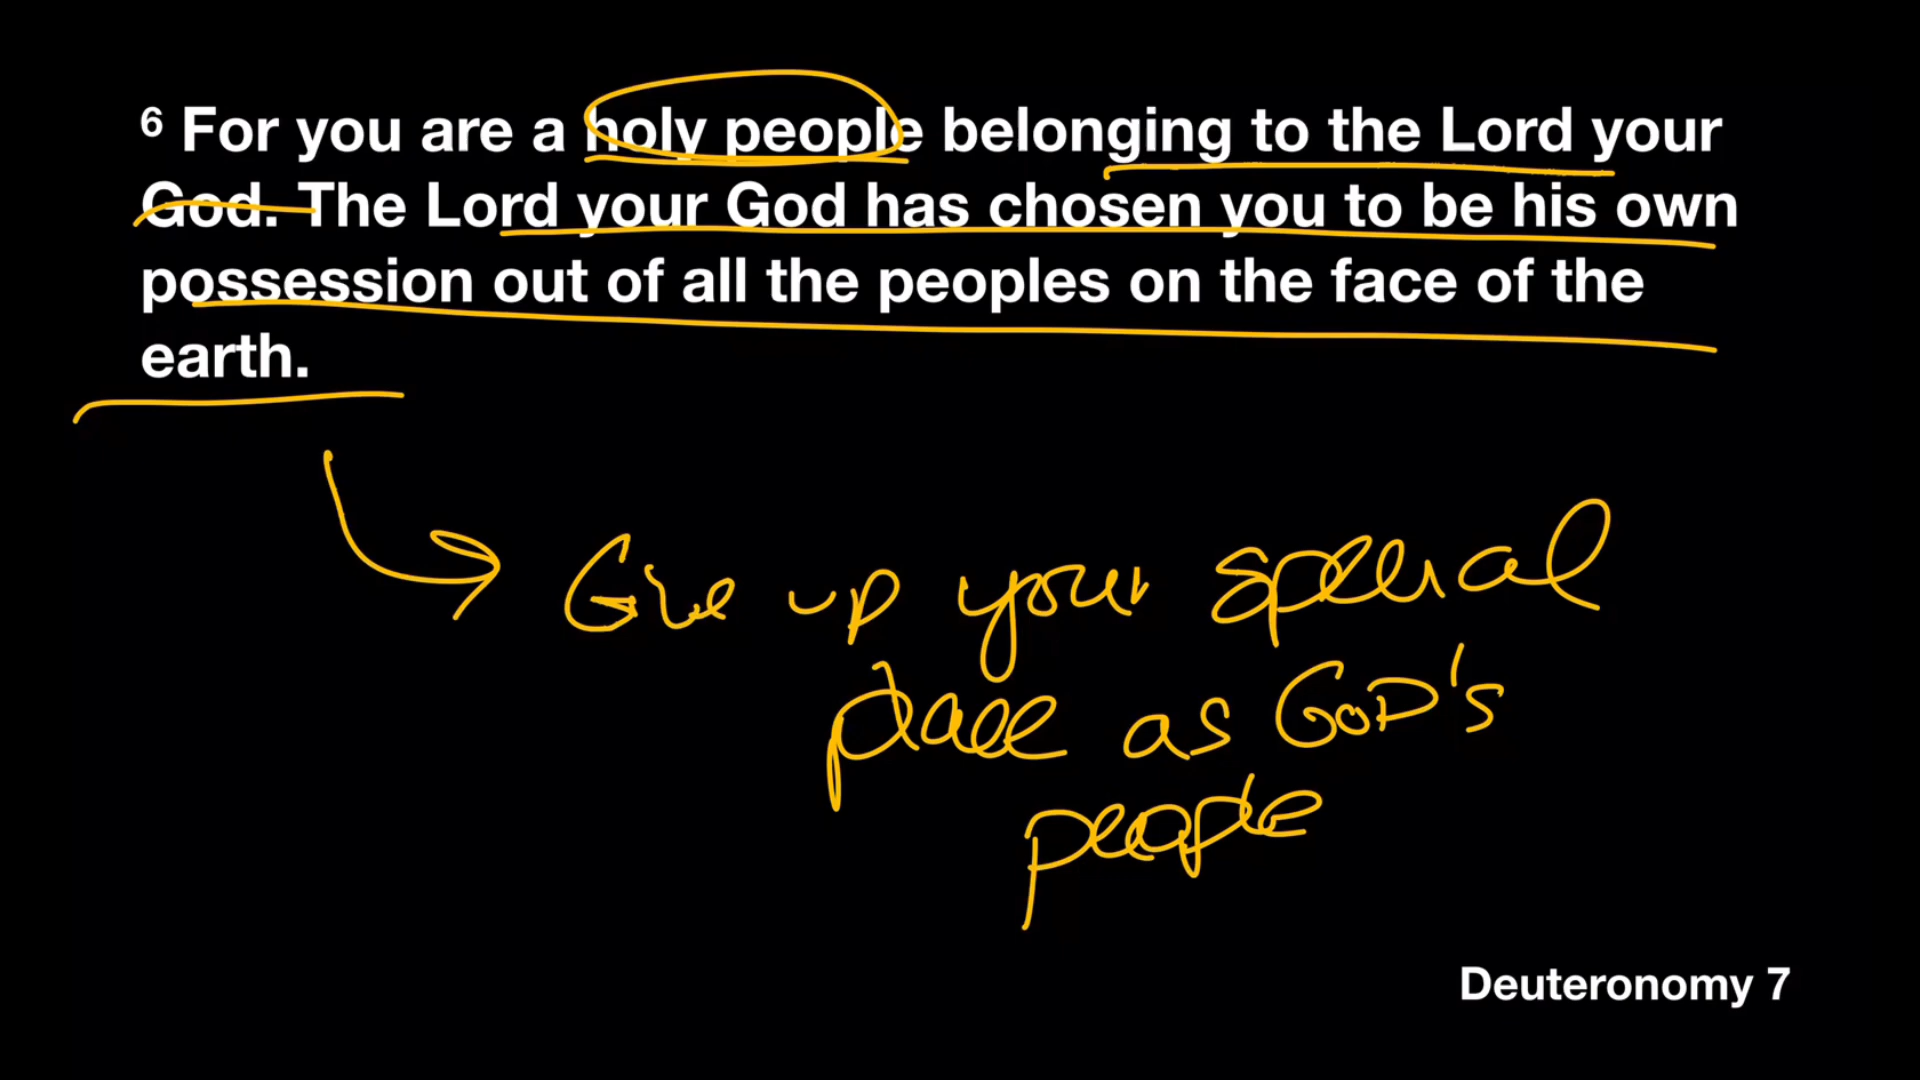 6 For you are a holy people belonging to the Lord your
God. The Lord your God has chosen you to be his own
possession out of all the peoples on the face of the
earth.
Give up your special
place as GOD's
people
Deuteronomy 7